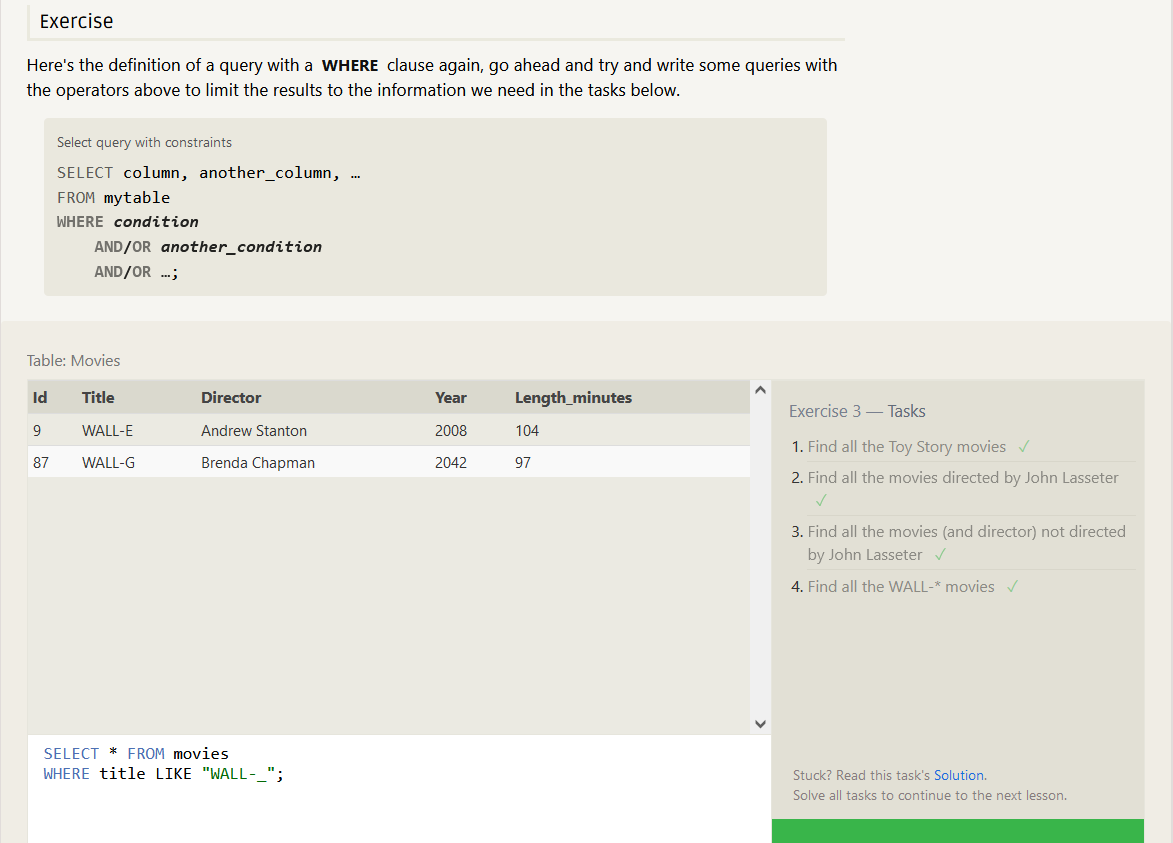 Exercise
Here's the definition of a query with a WHERE clause again, go ahead and try and write some queries with
the operators above to limit the results to the information we need in the tasks below.
Select query with constraints
SELECT column, another_column, …
FROM mytable
WHERE condition
AND/OR another_condition
AND/OR …;
Table: Movies
Id Title Director Year Length_minutes
9 WALL-E Andrew Stanton 2008 104
87 WALL-G Brenda Chapman 2042 97
SELECT * FROM movies
WHERE title LIKE "WALL-_";
Exercise 3 — Tasks
1. Find all the Toy Story movies ✓
2. Find all the movies directed by John Lasseter
✓
3. Find all the movies (and director) not directed
by John Lasseter ✓
4. Find all the WALL-* movies ✓
Stuck? Read this task's Solution.
Solve all tasks to continue to the next lesson.